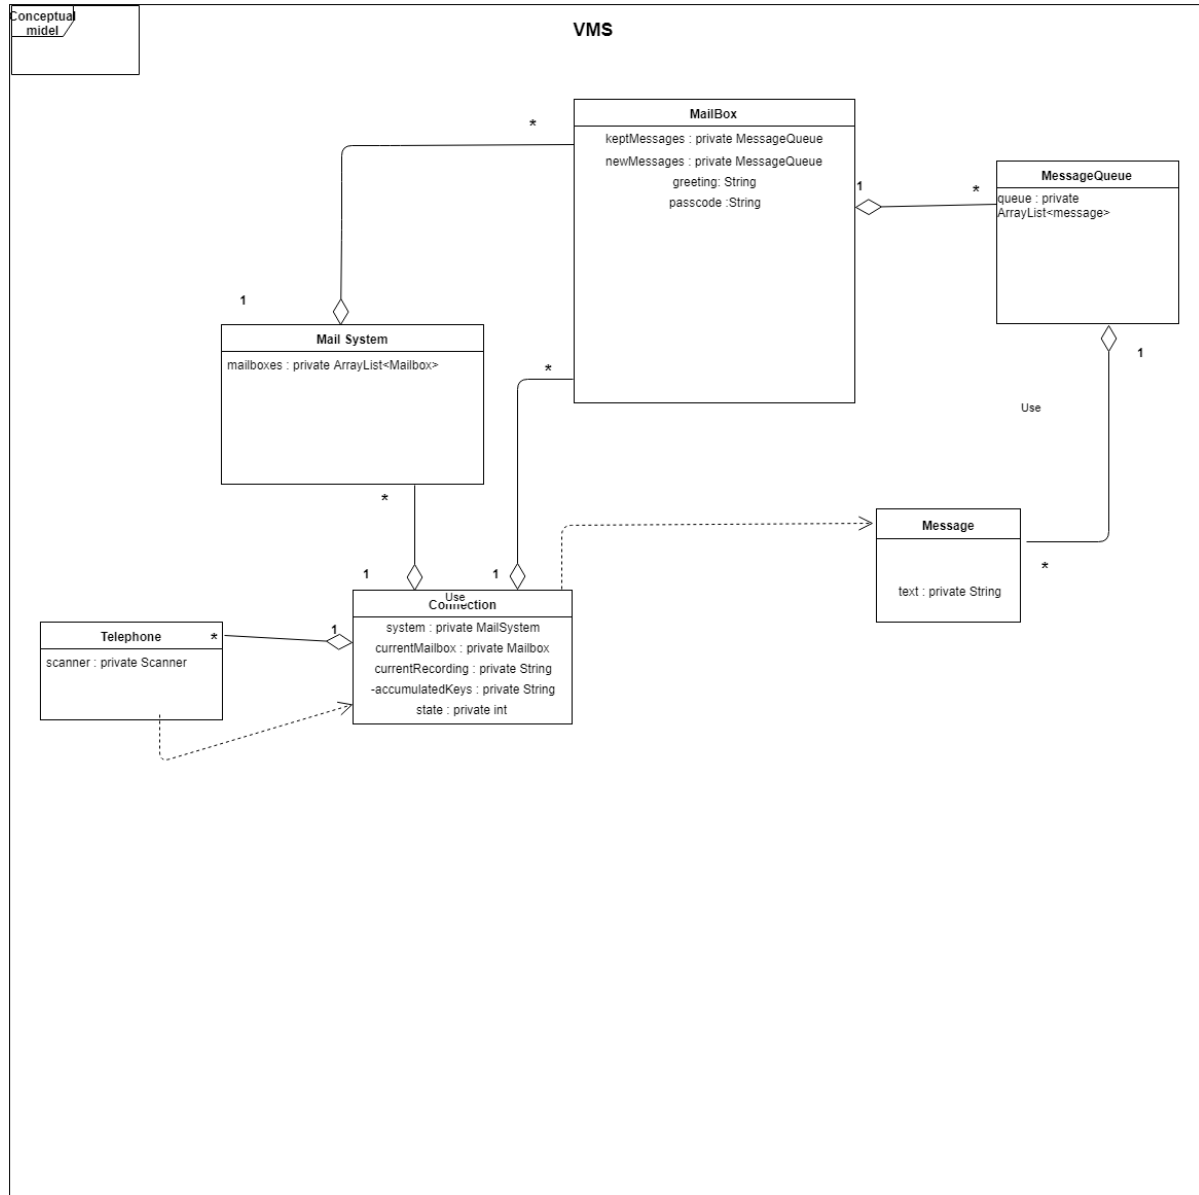 Conceptual
midel
VMS
MailBox
keptMessages : private MessageQueue
newMessages : private MessageQueue
greeting: String
passcode :String
*
1
*
MessageQueue
queue : private
ArrayList<message>
1
Mail System
mailboxes : private ArrayList<Mailbox>
*
1
Use
*
1
1
Message
text : private String
*
Use
Connection
system : private MailSystem
currentMailbox : private Mailbox
currentRecording : private String
-accumulatedKeys : private String
state : private int
1
Telephone
*
scanner : private Scanner